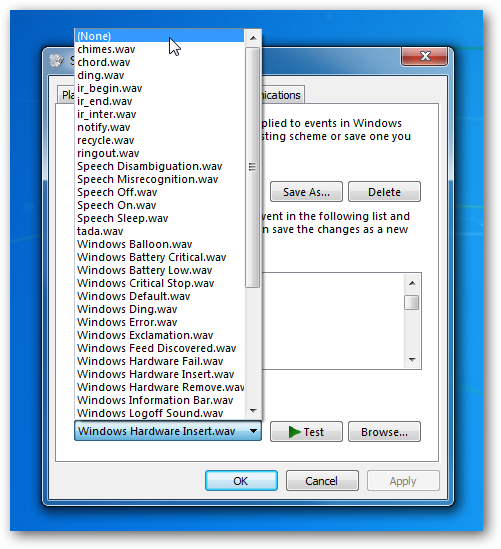 (None)
chimes.wav
chord.wav
ding.wav
ir_begin.wav
ir_end.wav
ir_inter.wav
notify.wav
recycle.wav
ringout.wav
Speech Disambiguation.wav
Speech Misrecognition.wav
Speech Off.wav
Speech On.wav
Speech Sleep.wav
tada.wav
Windows Balloon.wav
Windows Battery Critical.wav
Windows Battery Low.wav
Windows Critical Stop.wav
Windows Default.wav
Windows Ding.wav
Windows Error.wav
Windows Exclamation.wav
Windows Feed Discovered.wav
Windows Hardware Fail.wav
Windows Hardware Insert.wav
Windows Hardware Remove.wav
Windows Information Bar.wav
Windows Logoff Sound.wav
Windows Hardware Insert.wav
S
Pla
nications
plied to events in Windows
sting scheme or save one you
Save As... Delete
vent in the following list and
n save the changes as a new
Test Browse...
OK Cancel Apply